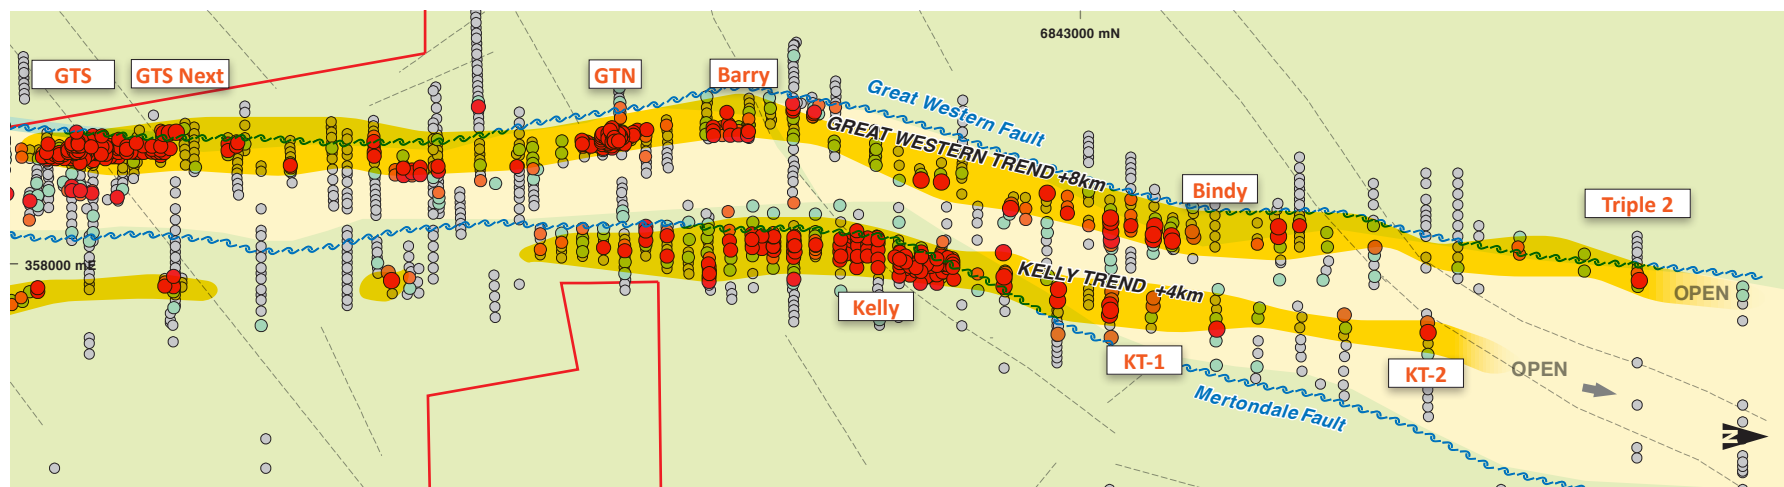 6843000 mN
GTS
GTS Next
GTN
Barry
Great Western Fault
GREAT WESTERN TREND +8km
Bindy
Triple 2
358000 mE
KELLY TREND +4km
OPEN
Kelly
KT-1
KT-2
OPEN
Mertondale Fault
N